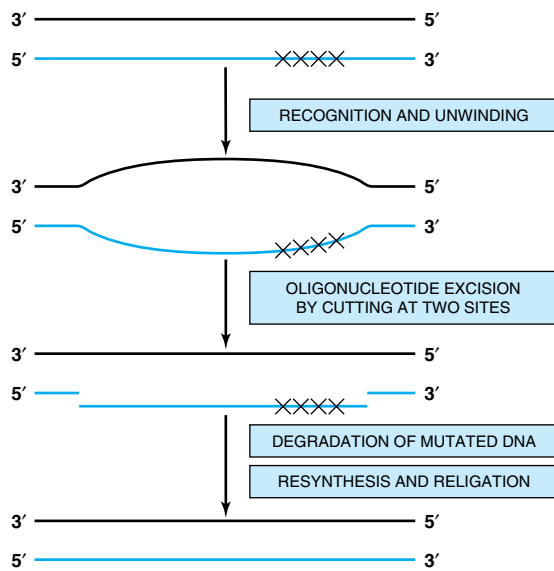 3′ 5′
5′ 3′
RECOGNITION AND UNWINDING
3′ 5′
5′ 3′
OLIGONUCLEOTIDE EXCISION
BY CUTTING AT TWO SITES
3′ 5′
5′ 3′
DEGRADATION OF MUTATED DNA
RESYNTHESIS AND RELIGATION
3′ 5′
5′ 3′